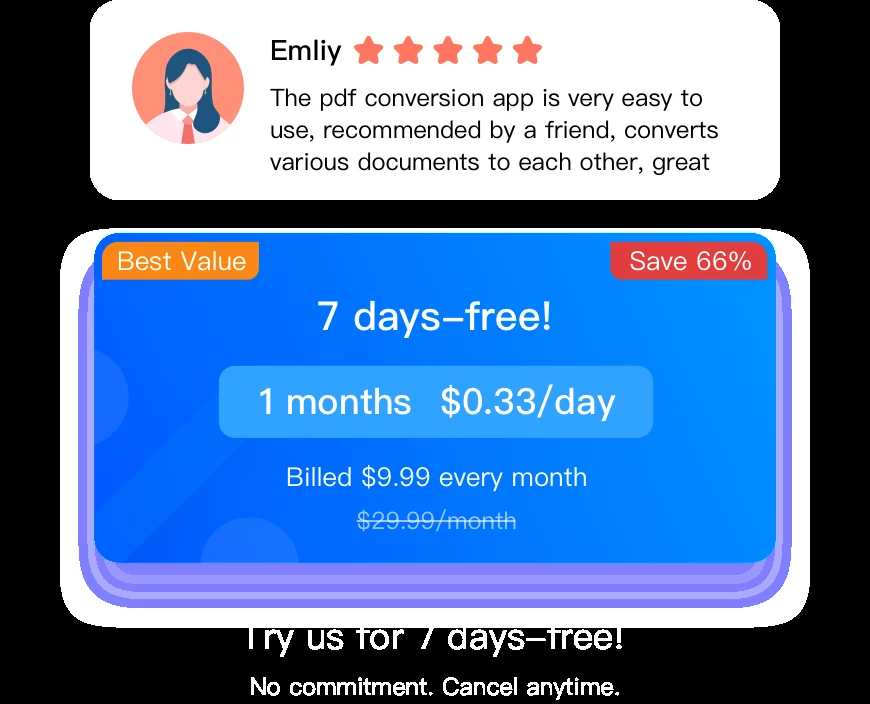 Emliy
The pdf conversion app is very easy to
use, recommended by a friend, converts
various documents to each other, great
Best Value
Save 66%
7 days–free!
1 months $0.33/day
Billed $9.99 every month
$29.99/month
Try us for 7 days–free!
No commitment. Cancel anytime.